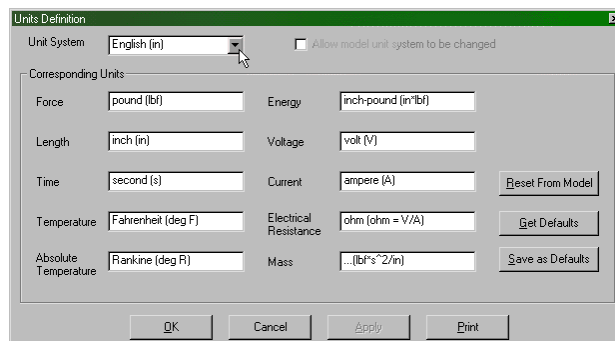 Units Definition
Unit System English (in) Allow model unit system to be changed
Corresponding Units
Force pound (lbf) Energy inch-pound (in*lbf)
Length inch (in) Voltage volt (V)
Time second (s) Current ampere (A) Reset From Model
Temperature Fahrenheit (deg F) Electrical Resistance ohm (ohm = V/A) Get Defaults
Absolute Temperature Rankine (deg R) Mass ...(lbf*s^2/in) Save as Defaults
OK Cancel Apply Print